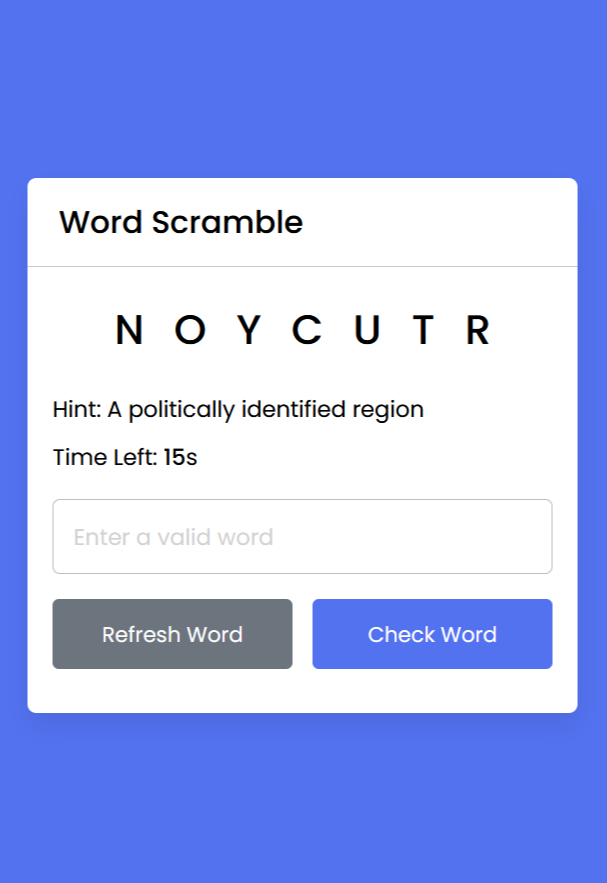 Word Scramble
N O Y C U T R
Hint: A politically identified region
Time Left: 15s
Enter a valid word
Refresh Word Check Word